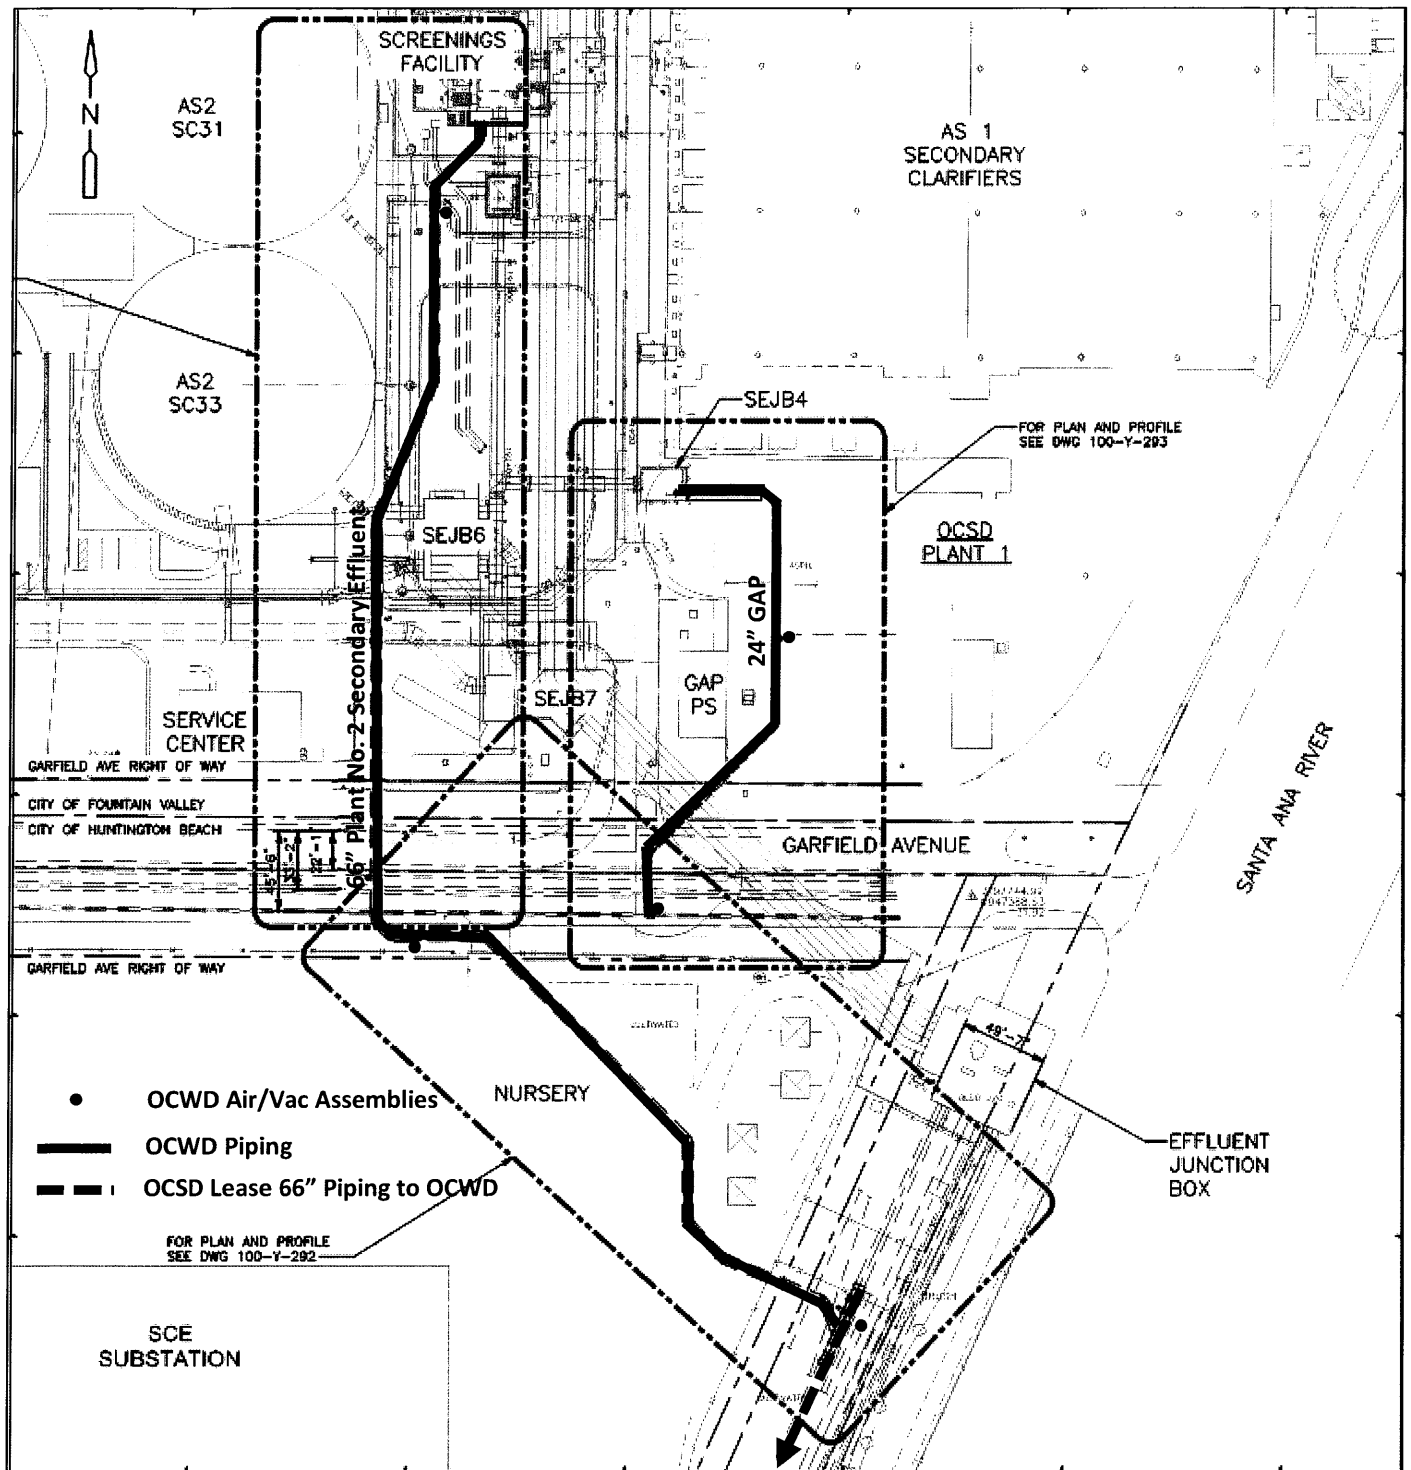 SCREENINGS
FACILITY
N
AS2
SC31
AS 1
SECONDARY
CLARIFIERS
AS2
SC33
SEJB4
FOR PLAN AND PROFILE
SEE DWG 100-Y-293
SEJB6
OCSD
PLANT 1
66” Plant No. 2 Secondary Effluent
24” GAP
GAP
PS
SEJB7
SERVICE
CENTER
GARFIELD AVE RIGHT OF WAY
CITY OF FOUNTAIN VALLEY
CITY OF HUNTINGTON BEACH
33'-2"
22'-1"
GARFIELD AVENUE
SANTA ANA RIVER
GARFIELD AVE RIGHT OF WAY
49'-7"
NURSERY
OCWD Air/Vac Assemblies
OCWD Piping
OCSD Lease 66” Piping to OCWD
EFFLUENT
JUNCTION
BOX
FOR PLAN AND PROFILE
SEE DWG 100-Y-292
SCE
SUBSTATION